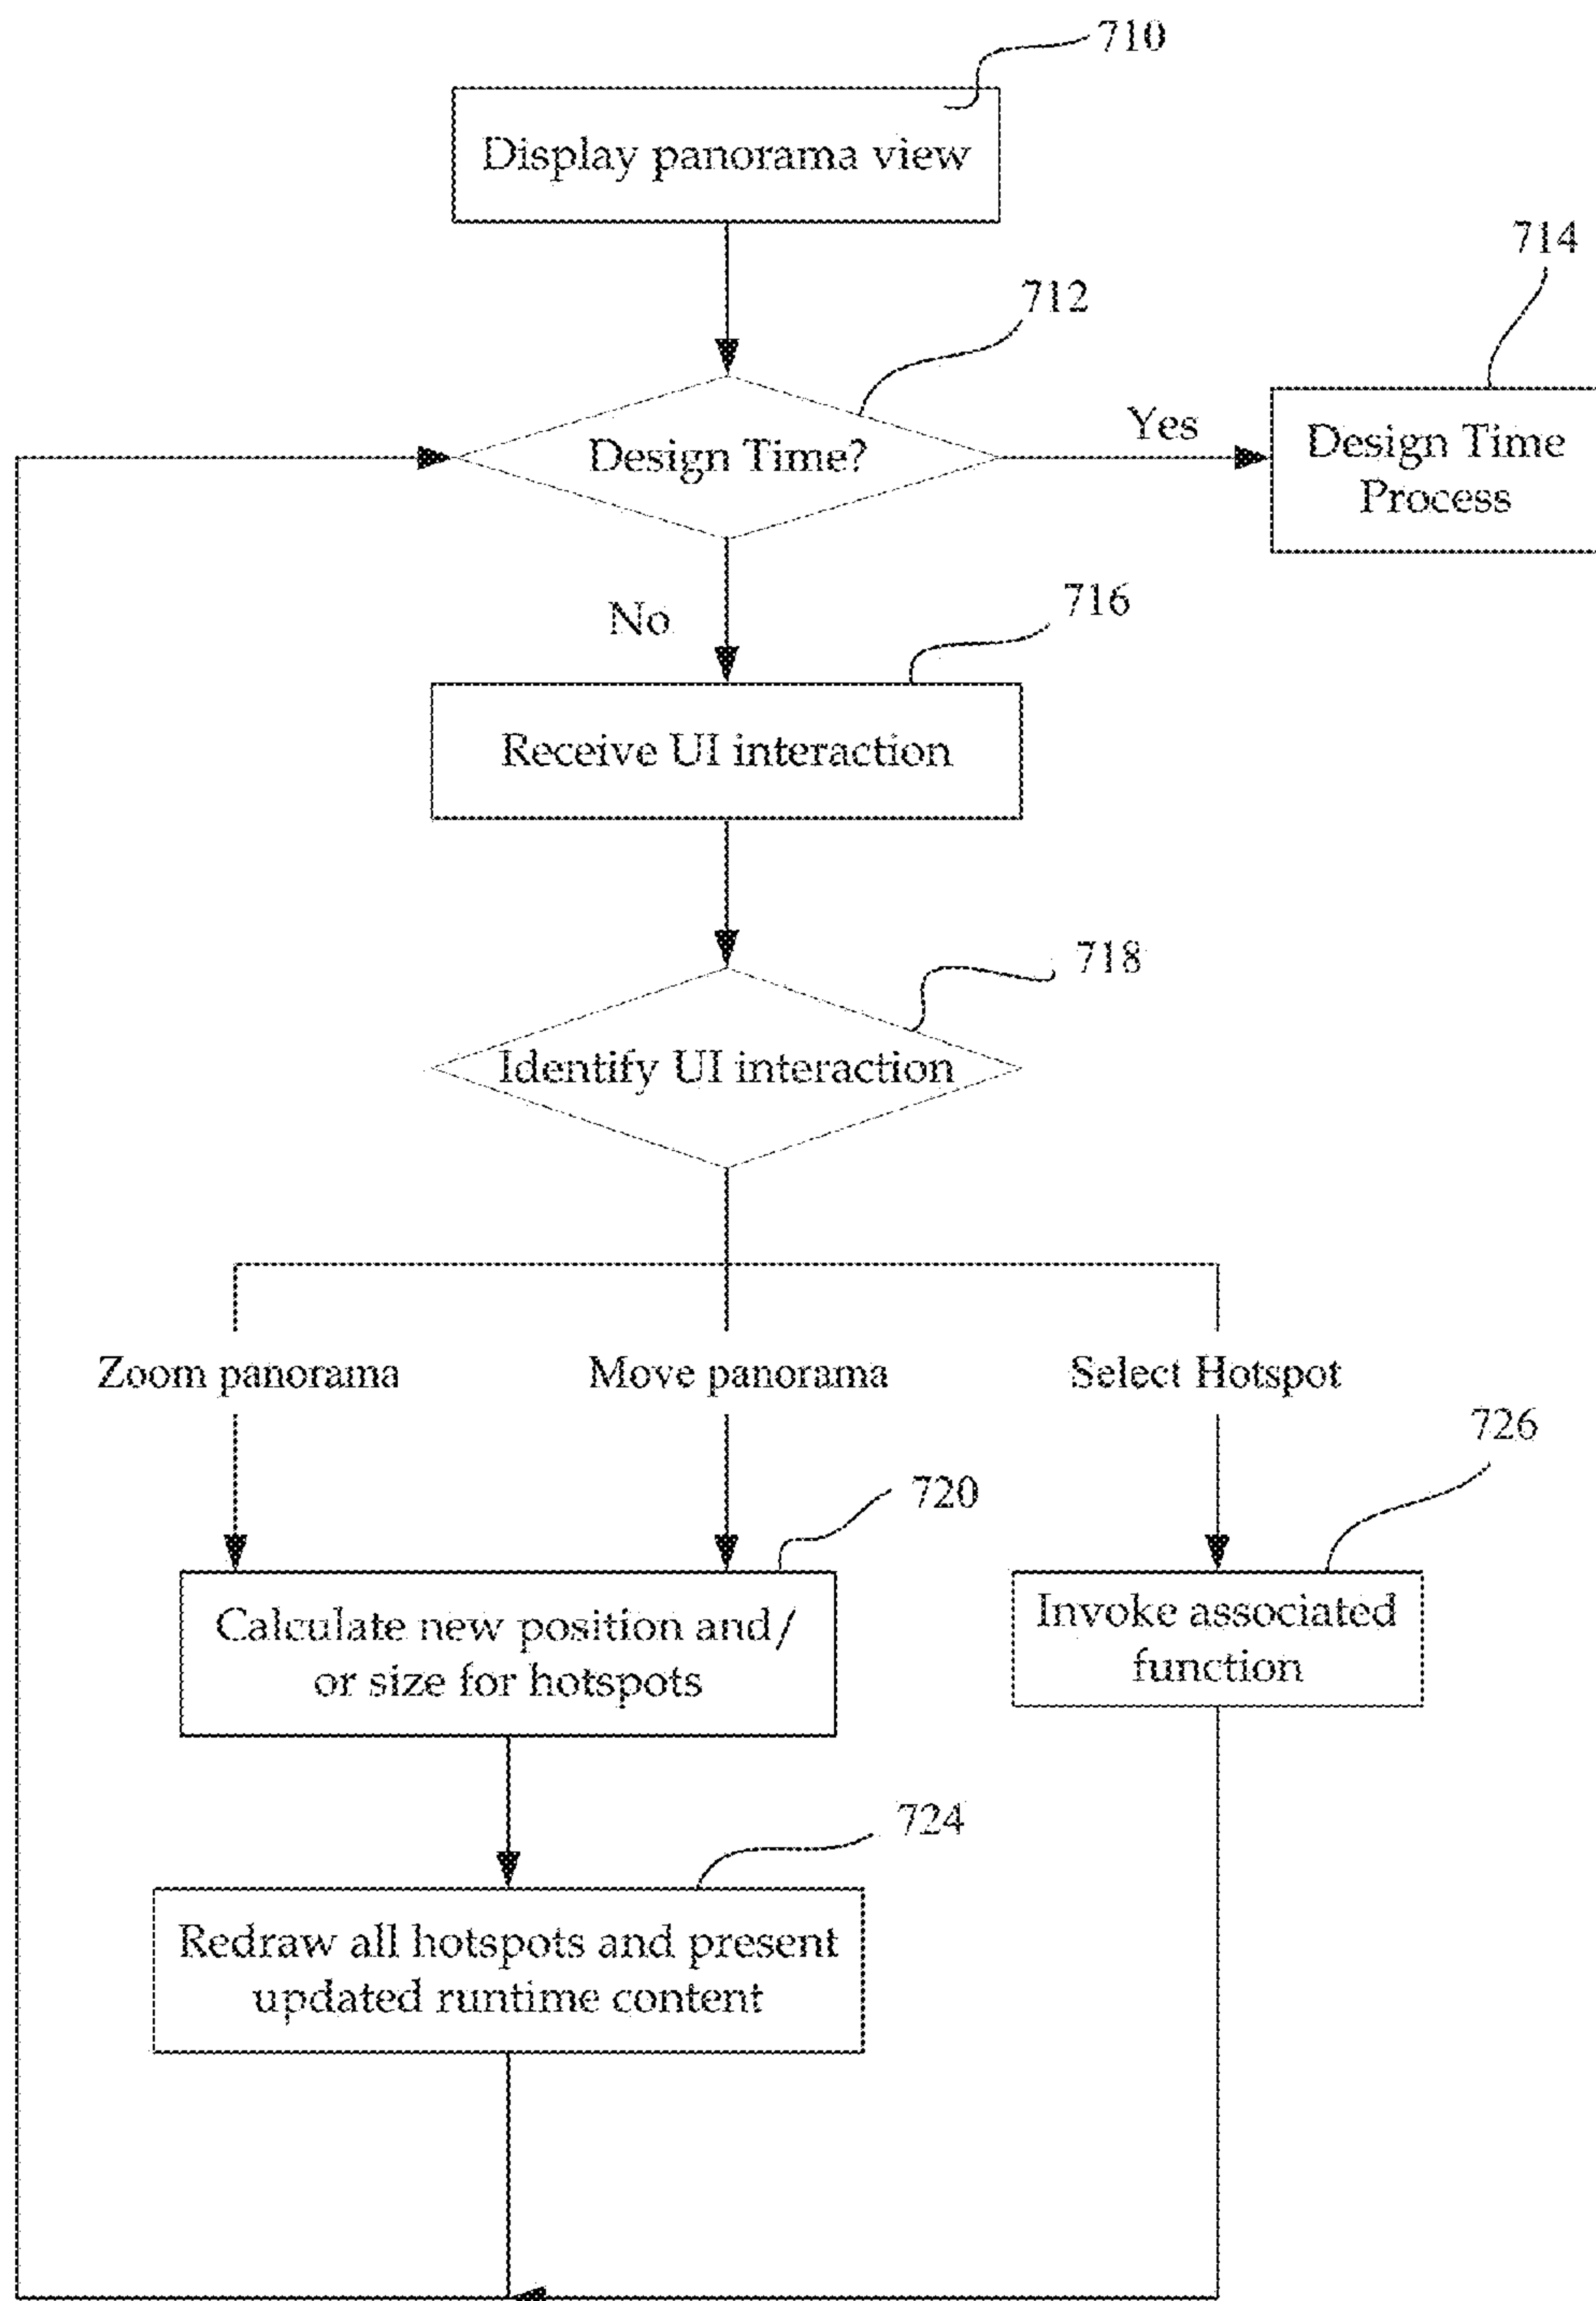 710
Display panorama view
714
712
Yes
Design Time?
Design Time
Process
716
No
Receive UI interaction
718
Identify UI interaction
Zoom panorama
Move panorama
Select Hotspot
726
720
Calculate new position and/
or size for hotspots
Invoke associated
function
724
Redraw all hotspots and present
updated runtime content